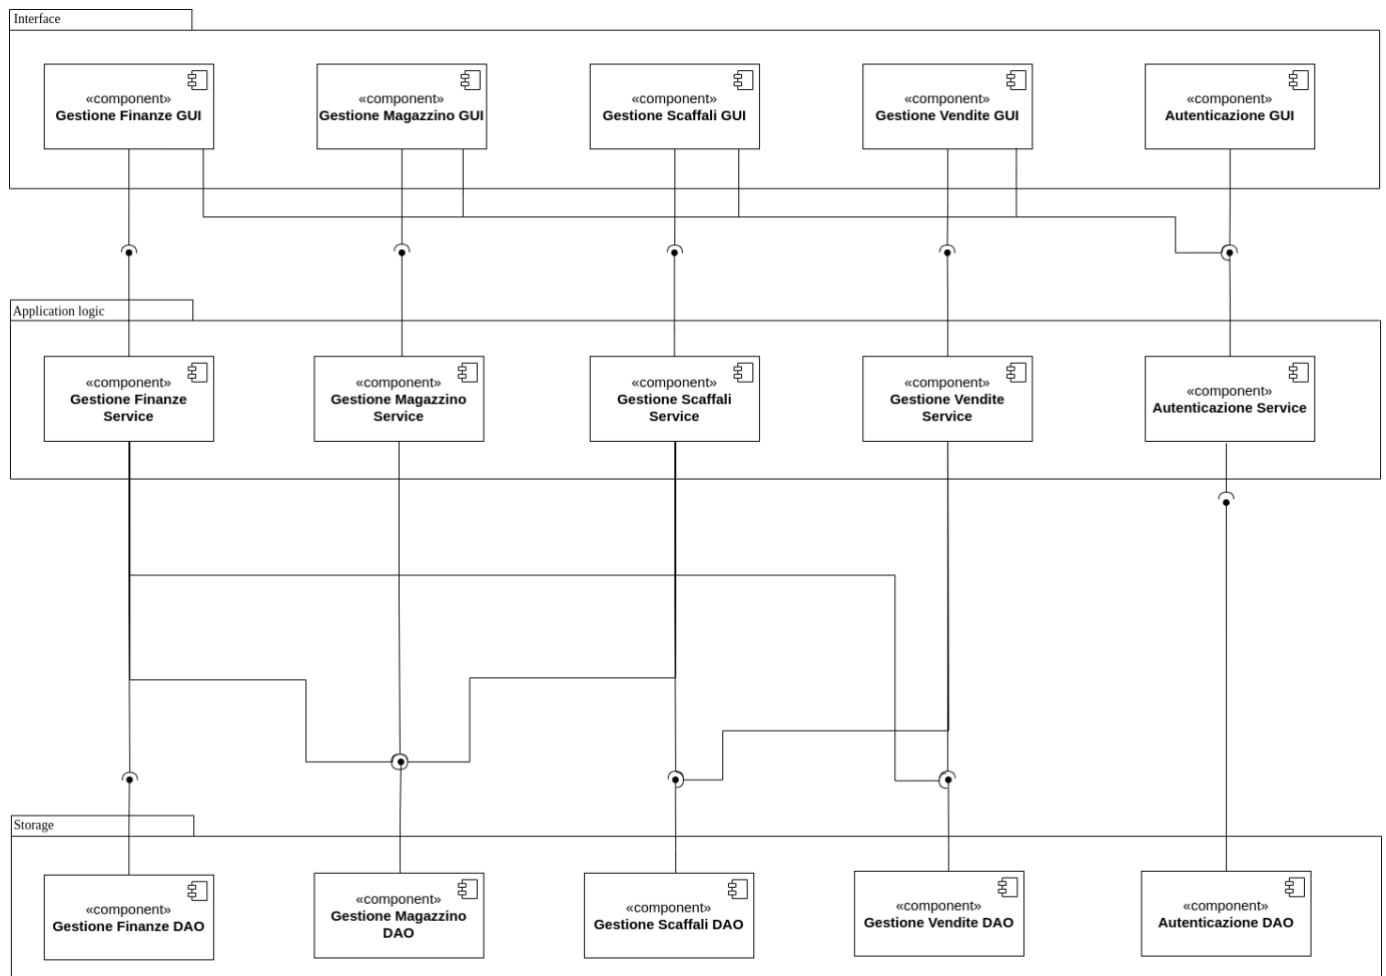 Interface
«component»
Gestione Finanze GUI
«component»
Gestione Magazzino GUI
«component»
Gestione Scaffali GUI
«component»
Gestione Vendite GUI
«component»
Autenticazione GUI
Application logic
«component»
Gestione Finanze
Service
«component»
Gestione Magazzino
Service
«component»
Gestione Scaffali
Service
«component»
Gestione Vendite
Service
«component»
Autenticazione Service
Storage
«component»
Gestione Finanze DAO
«component»
Gestione Magazzino
DAO
«component»
Gestione Scaffali DAO
«component»
Gestione Vendite DAO
«component»
Autenticazione DAO